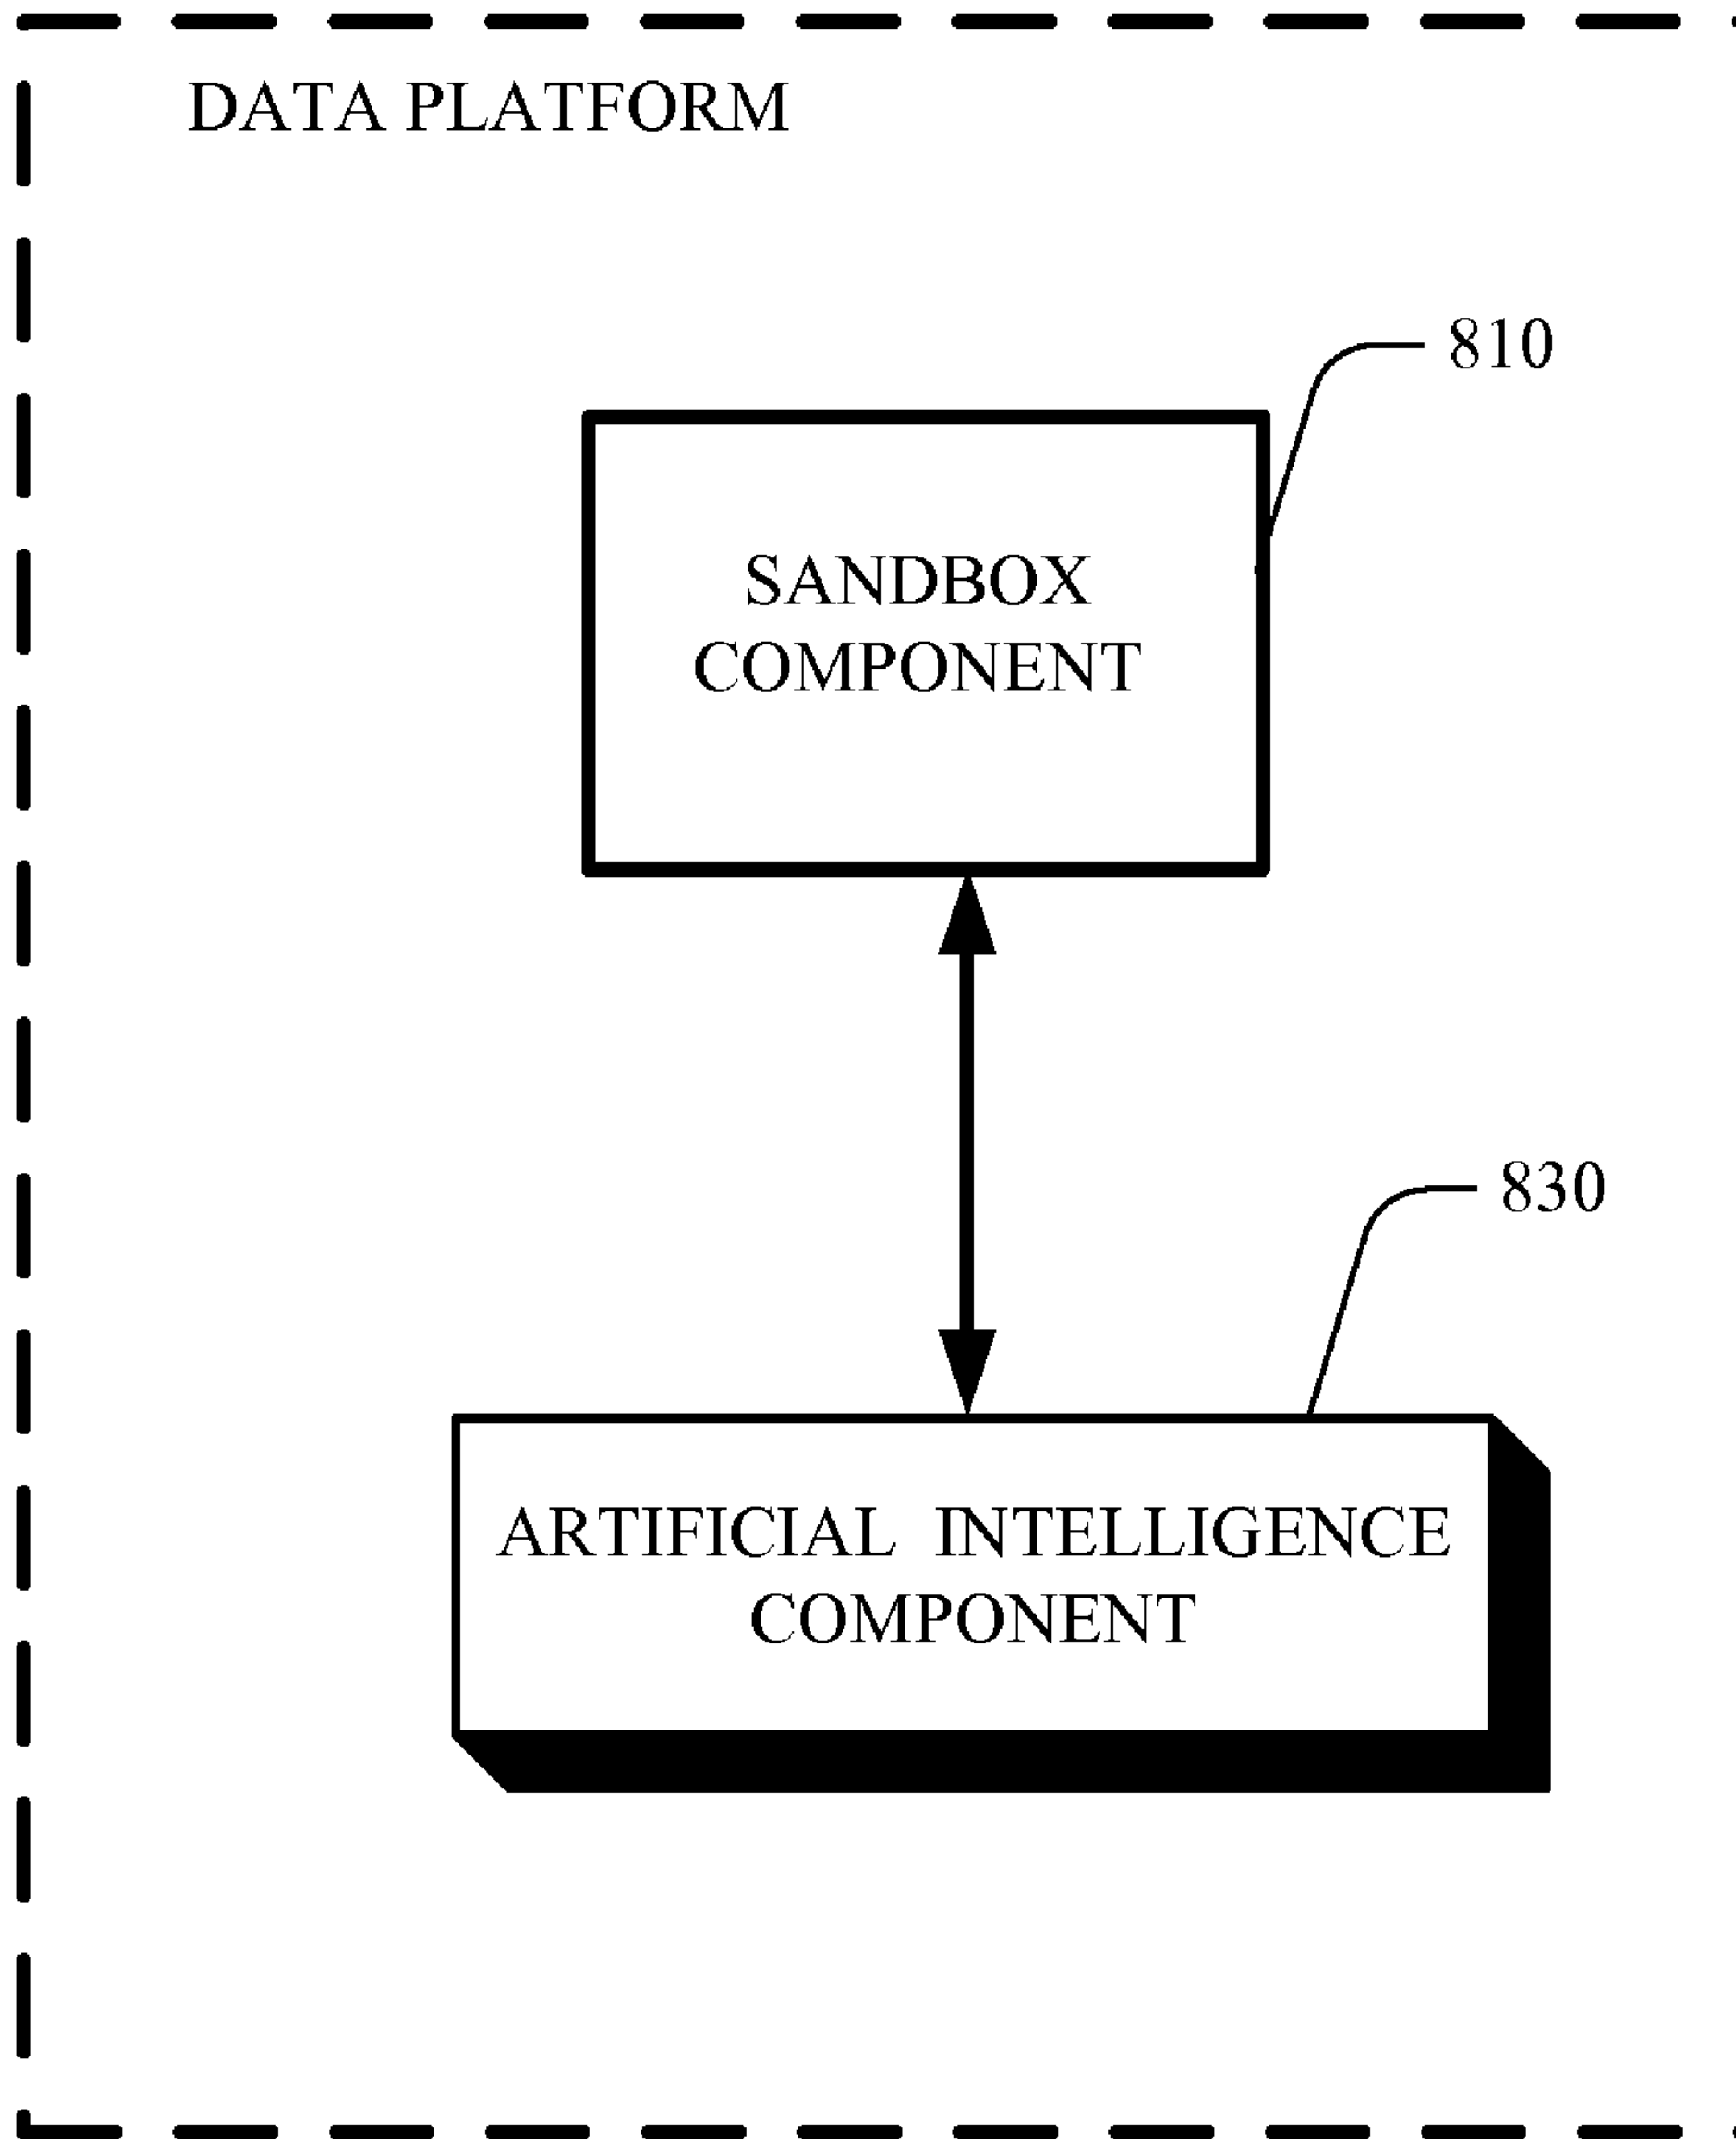 DATA PLATFORM
810
SANDBOX
COMPONENT
830
ARTIFICIAL INTELLIGENCE
COMPONENT